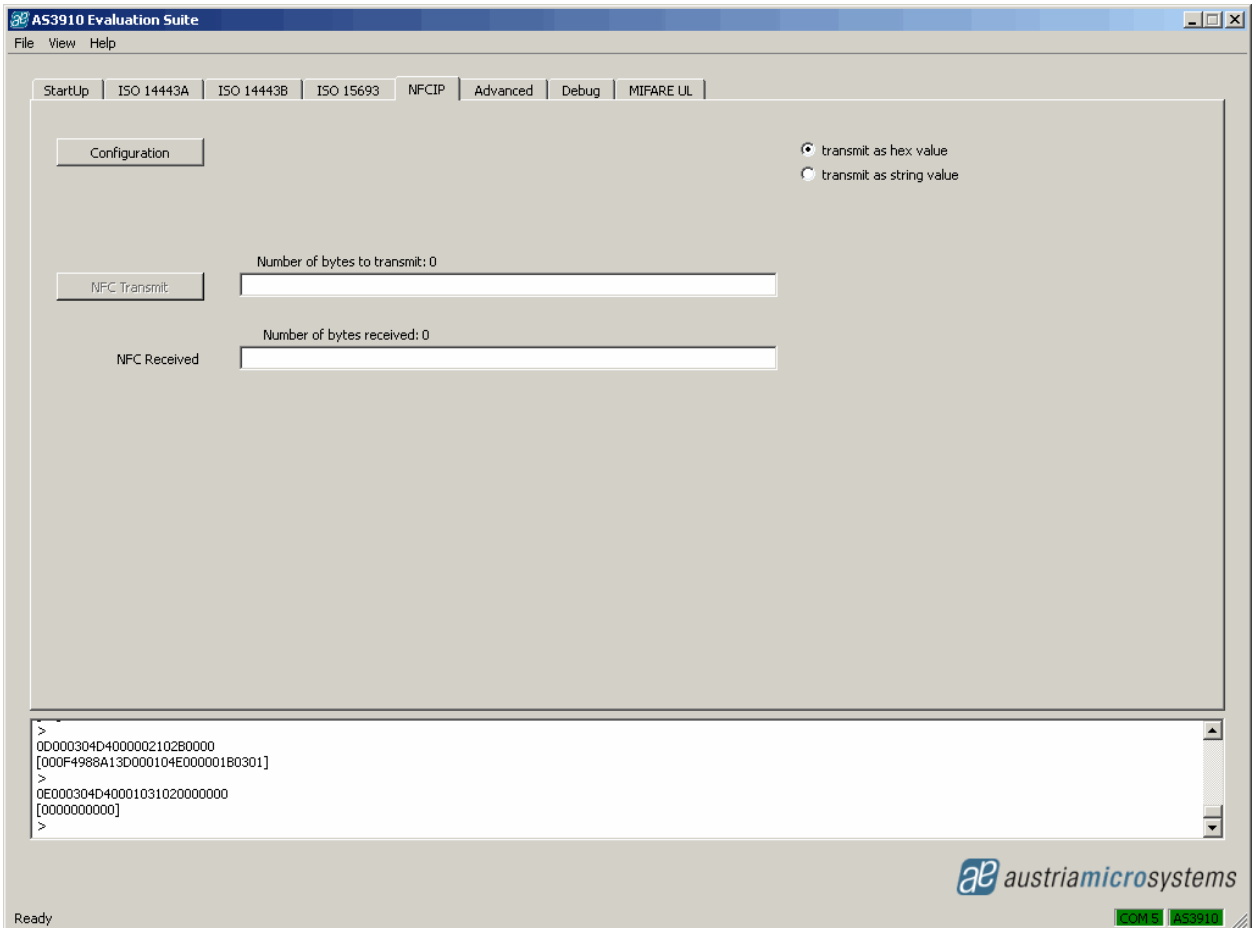 AS3910 Evaluation Suite
File View Help
StartUp ISO 14443A ISO 14443B ISO 15693 NFCIP Advanced Debug MIFARE UL
Configuration
transmit as hex value
transmit as string value
Number of bytes to transmit: 0
NFC Transmit
Number of bytes received: 0
NFC Received
>
0D000304D4000002102B0000
[000F4988A13D000104E000001B0301]
>
0E000304D40001031020000000
[0000000000]
>
austriamicrosystems
Ready
COM 5 AS3910